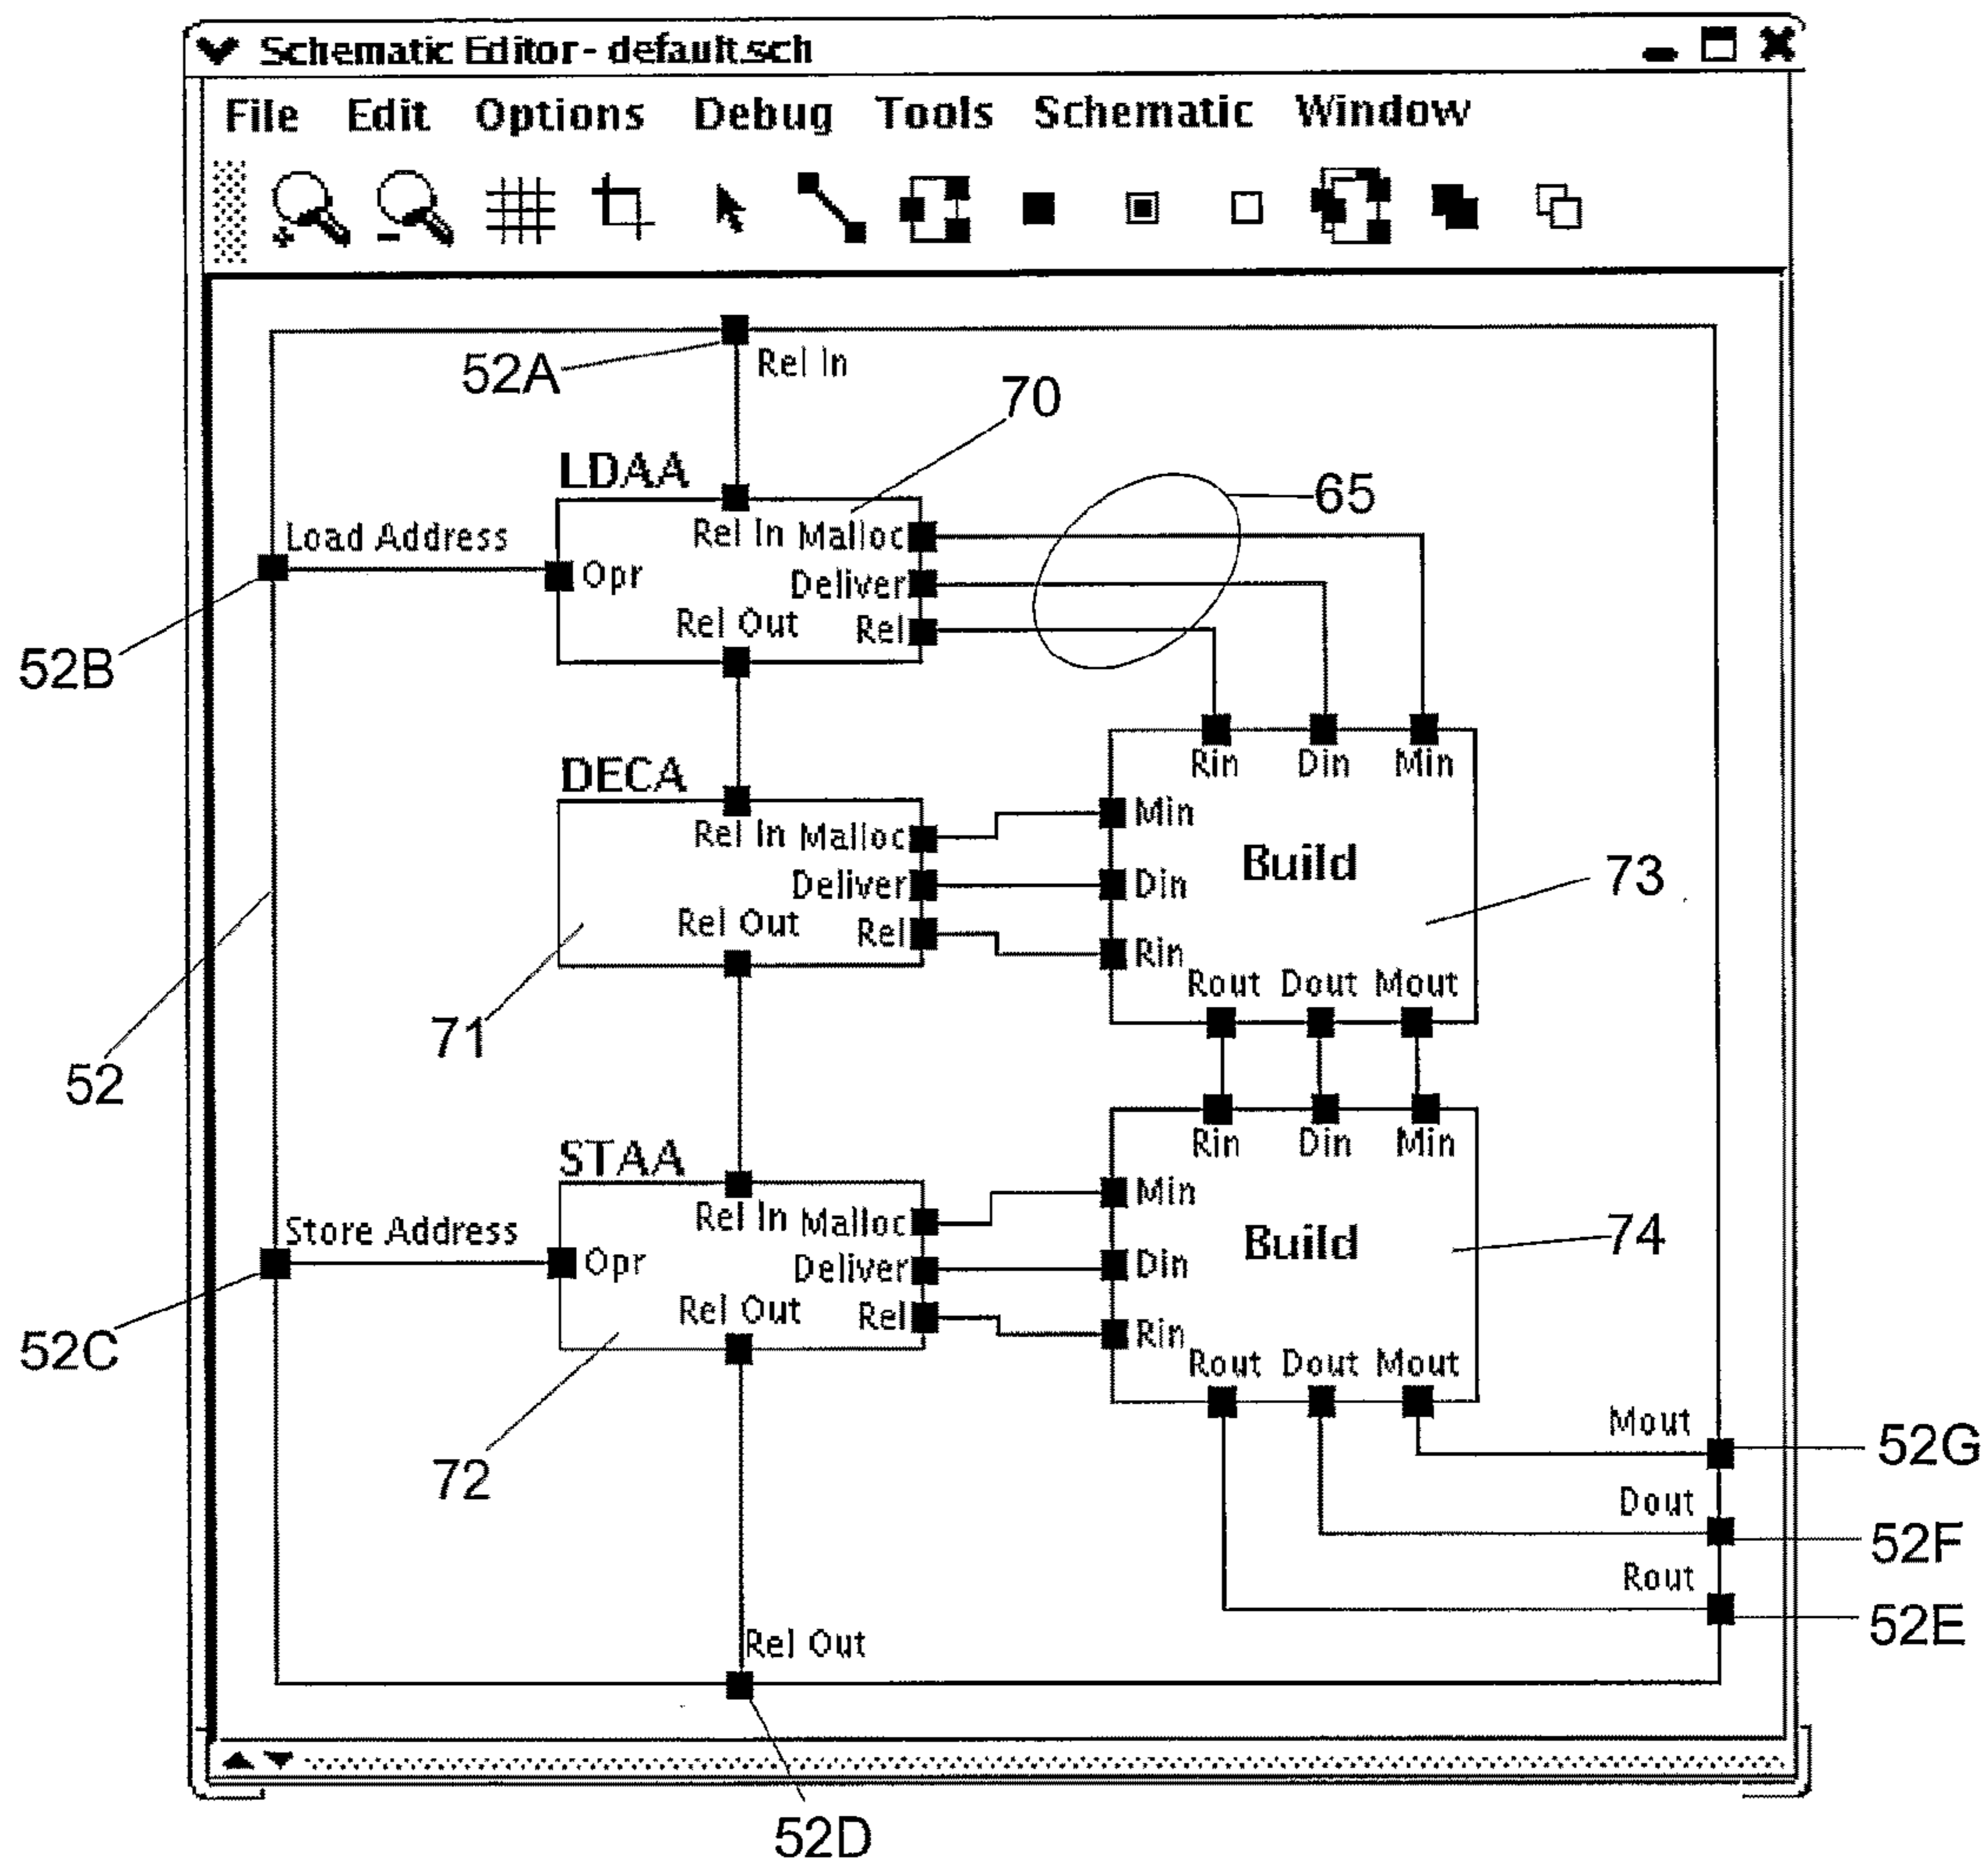 Schematic Editor- default.sch
File Edit Options Debug Tools Schematic Window
52A
Rel In
70
LDAA
65
Load Address
Rel In Malloc
Opr
Deliver
Rel Out
Rel
52B
Rin Din Min
DECA
Rel In Malloc
Min
Build
Deliver
Din
73
Rel Out
Rel
Rin
71
Rout Dout Mout
52
Rin Din Min
STAA
Min
Store Address
Rel In Malloc
Build
74
Opr
Deliver
Din
Rel Out
Rel
Rin
52C
Rout Dout Mout
Mout
52G
72
Dout
52F
Rout
52E
Rel Out
52D